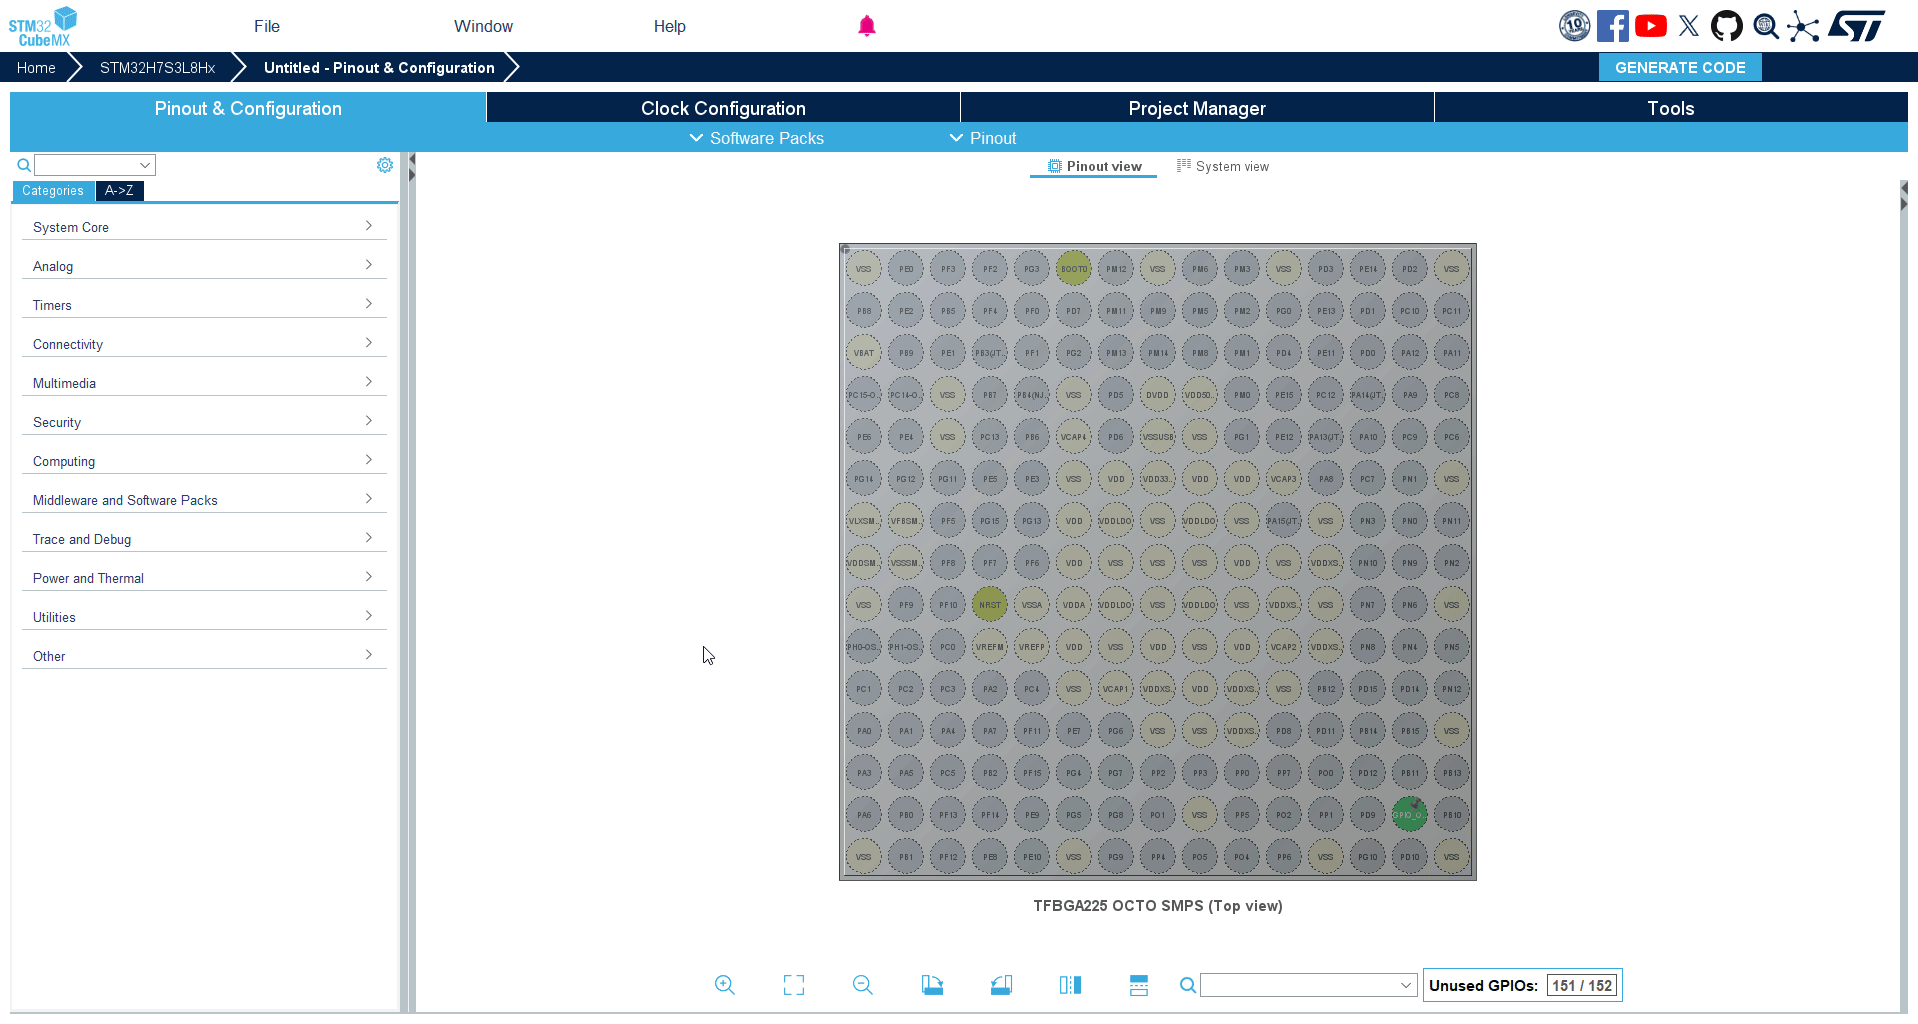 STM32
CubeMX
File
Window
Help
10
Home
STM32H7S3L8Hx
Untitled - Pinout & Configuration
GENERATE CODE
Pinout & Configuration
Clock Configuration
Project Manager
Tools
Software Packs
Pinout
Categories
A->Z
Pinout view
System view
System Core
Analog
Timers
Connectivity
Multimedia
Security
Computing
Middleware and Software Packs
Trace and Debug
Power and Thermal
Utilities
Other
VSS PE0 PF3 PF2 PG3 BOOT0 PM12 VSS PM6 PM3 VSS PD3 PE14 PD2 VSS
PB8 PE2 PB5 PF4 PF0 PD7 PM11 PM9 PM5 PM2 PG0 PE13 PD1 PC10 PC11
VBAT PB9 PE1 PB3(JT.. PF1 PG2 PM13 PM14 PM8 PM1 PD4 PE11 PD0 PA12 PA11
PC15-O.. PC14-O.. VSS PB7 PB4(NJ.. VSS PD5 DVDD VDD50.. PM0 PE15 PC12 PA14(JT.. PA9 PC8
PE6 PE4 VSS PC13 PB6 VCAP4 PD6 VSSUSB VSS PG1 PE12 PA13(JT.. PA10 PC9 PC6
PG14 PG12 PG11 PE5 PE3 VSS VDD VDD33.. VDD VDD VCAP3 PA8 PC7 PN1 VSS
VLXSM.. VFBSM.. PF5 PG15 PG13 VDD VDDLDO VSS VDDLDO VSS PA15(JT.. VSS PN3 PN0 PN11
VDDSM.. VSSSM.. PF8 PF7 PF6 VDD VSS VSS VSS VDD VSS VDDXS.. PN10 PN9 PN2
VSS PF9 PF10 NRST VSSA VDDA VDDLDO VSS VDDLDO VSS VDDXS.. VSS PN7 PN6 VSS
PH0-OS.. PH1-OS.. PC0 VREFM VREFP VDD VSS VDD VSS VDD VCAP2 VDDXS.. PN8 PN4 PN5
PC1 PC2 PC3 PA2 PC4 VSS VCAP1 VDDXS.. VDD VDDXS.. VSS PB12 PD15 PD14 PN12
PA0 PA1 PA4 PA7 PF11 PE7 PG6 VSS VSS VDDXS.. PD8 PD11 PB14 PB15 VSS
PA3 PA5 PC5 PB2 PF15 PG4 PG7 PP2 PP3 PP0 PP7 PO0 PD12 PB11 PB13
PA6 PB0 PF13 PF14 PE9 PG5 PG8 PO1 VSS PP5 PO2 PP1 PD9 GPIO_O.. PB10
VSS PB1 PF12 PE8 PE10 VSS PG9 PP4 PO5 PO4 PP6 VSS PG10 PD10 VSS
TFBGA225 OCTO SMPS (Top view)
Unused GPIOs: 151 / 152